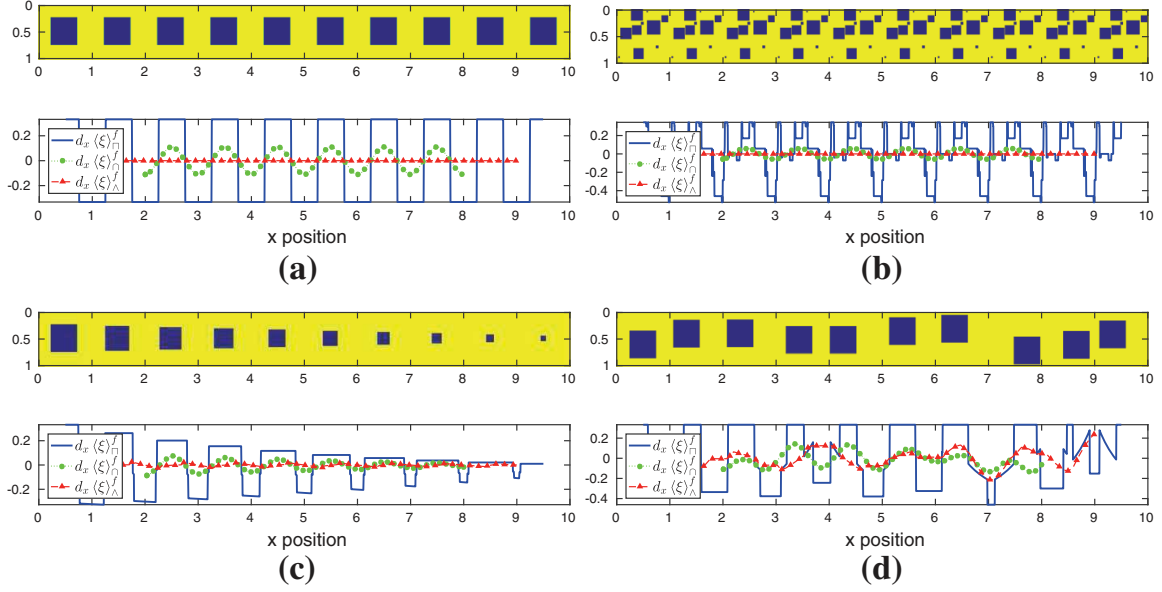 0
0.5
1
0 1 2 3 4 5 6 7 8 9 10
0.2
0
-0.2
d_x ⟨ξ⟩^f_⊓
d_x ⟨ξ⟩^f_∩
d_x ⟨ξ⟩^f_∧
0 1 2 3 4 5 6 7 8 9 10
x position
(a)
0
0.5
1
0 1 2 3 4 5 6 7 8 9 10
0.2
0
-0.2
-0.4
d_x ⟨ξ⟩^f_⊓
d_x ⟨ξ⟩^f_∩
d_x ⟨ξ⟩^f_∧
0 1 2 3 4 5 6 7 8 9 10
x position
(b)
0
0.5
1
0 1 2 3 4 5 6 7 8 9 10
0.2
0
-0.2
d_x ⟨ξ⟩^f_⊓
d_x ⟨ξ⟩^f_∩
d_x ⟨ξ⟩^f_∧
0 1 2 3 4 5 6 7 8 9 10
x position
(c)
0
0.5
1
0 1 2 3 4 5 6 7 8 9 10
0.2
0
-0.2
-0.4
d_x ⟨ξ⟩^f_⊓
d_x ⟨ξ⟩^f_∩
d_x ⟨ξ⟩^f_∧
0 1 2 3 4 5 6 7 8 9 10
x position
(d)